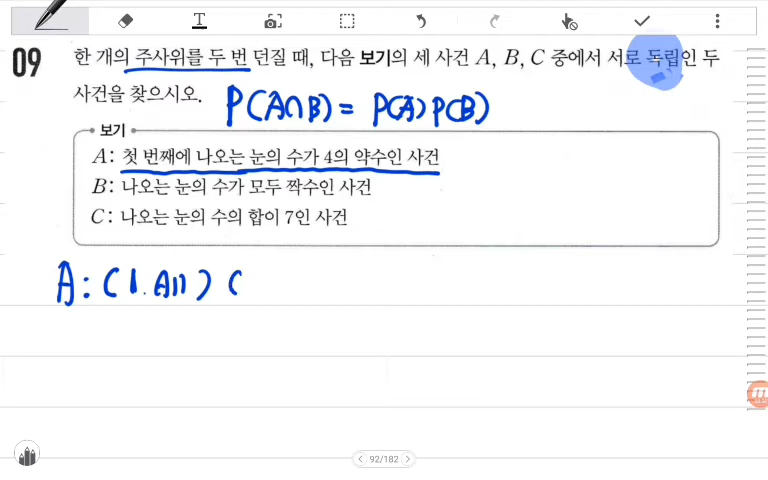 09 한 개의 주사위를 두 번 던질 때, 다음 보기의 세 사건 A, B, C 중에서 서로 독립인 두
사건을 찾으시오.
P(A∩B) = P(A) P(B)
보기
A: 첫 번째에 나오는 눈의 수가 4의 약수인 사건
B: 나오는 눈의 수가 모두 짝수인 사건
C: 나오는 눈의 수의 합이 7인 사건
A: (1. All) (
92/182